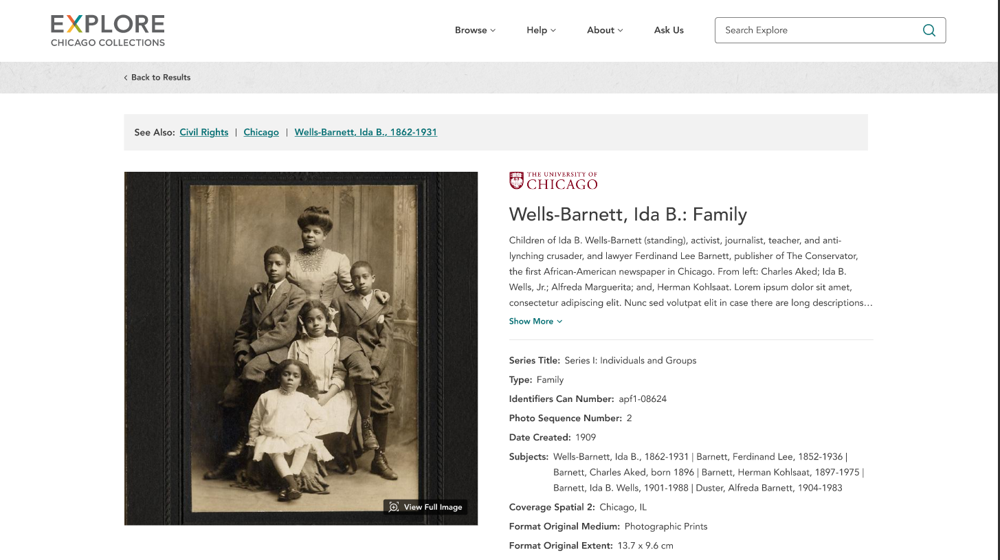 EXPLORE
CHICAGO COLLECTIONS
Browse
Help
About
Ask Us
Search Explore
Back to Results
See Also: Civil Rights | Chicago | Wells-Barnett, Ida B., 1862-1931
THE UNIVERSITY OF
CHICAGO
Wells-Barnett, Ida B.: Family
Children of Ida B. Wells-Barnett (standing), activist, journalist, teacher, and anti-
lynching crusader, and lawyer Ferdinand Lee Barnett, publisher of The Conservator,
the first African-American newspaper in Chicago. From left: Charles Aked; Ida B.
Wells, Jr.; Alfreda Marguerita; and, Herman Kohlsaat. Lorem ipsum dolor sit amet,
consectetur adipiscing elit. Nunc sed volutpat elit in case there are long descriptions…
Show More
Series Title: Series I: Individuals and Groups
Type: Family
Identifiers Can Number: apf1-08624
Photo Sequence Number: 2
Date Created: 1909
Subjects: Wells-Barnett, Ida B., 1862-1931 | Barnett, Ferdinand Lee, 1852-1936 |
Barnett, Charles Aked, born 1896 | Barnett, Herman Kohlsaat, 1897-1975 |
Barnett, Ida B. Wells, 1901-1988 | Duster, Alfreda Barnett, 1904-1983
Coverage Spatial 2: Chicago, IL
Format Original Medium: Photographic Prints
Format Original Extent: 13.7 x 9.6 cm
View Full Image